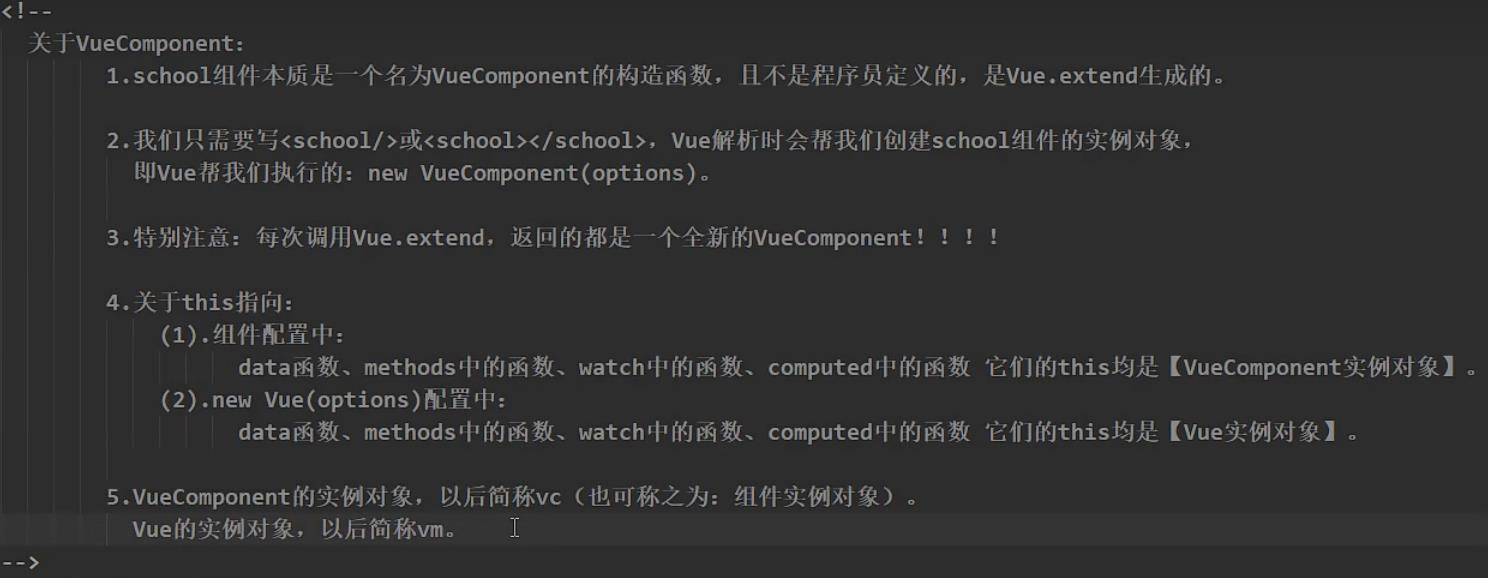 <!--
关于VueComponent：
1.school组件本质是一个名为VueComponent的构造函数，且不是程序员定义的，是Vue.extend生成的。
2.我们只需要写<school/>或<school></school>，Vue解析时会帮我们创建school组件的实例对象，
即Vue帮我们执行的：new VueComponent(options)。
3.特别注意：每次调用Vue.extend，返回的都是一个全新的VueComponent！！！！
4.关于this指向：
(1).组件配置中：
data函数、methods中的函数、watch中的函数、computed中的函数 它们的this均是【VueComponent实例对象】。
(2).new Vue(options)配置中：
data函数、methods中的函数、watch中的函数、computed中的函数 它们的this均是【Vue实例对象】。
5.VueComponent的实例对象，以后简称vc（也可称之为：组件实例对象）。
Vue的实例对象，以后简称vm。
-->